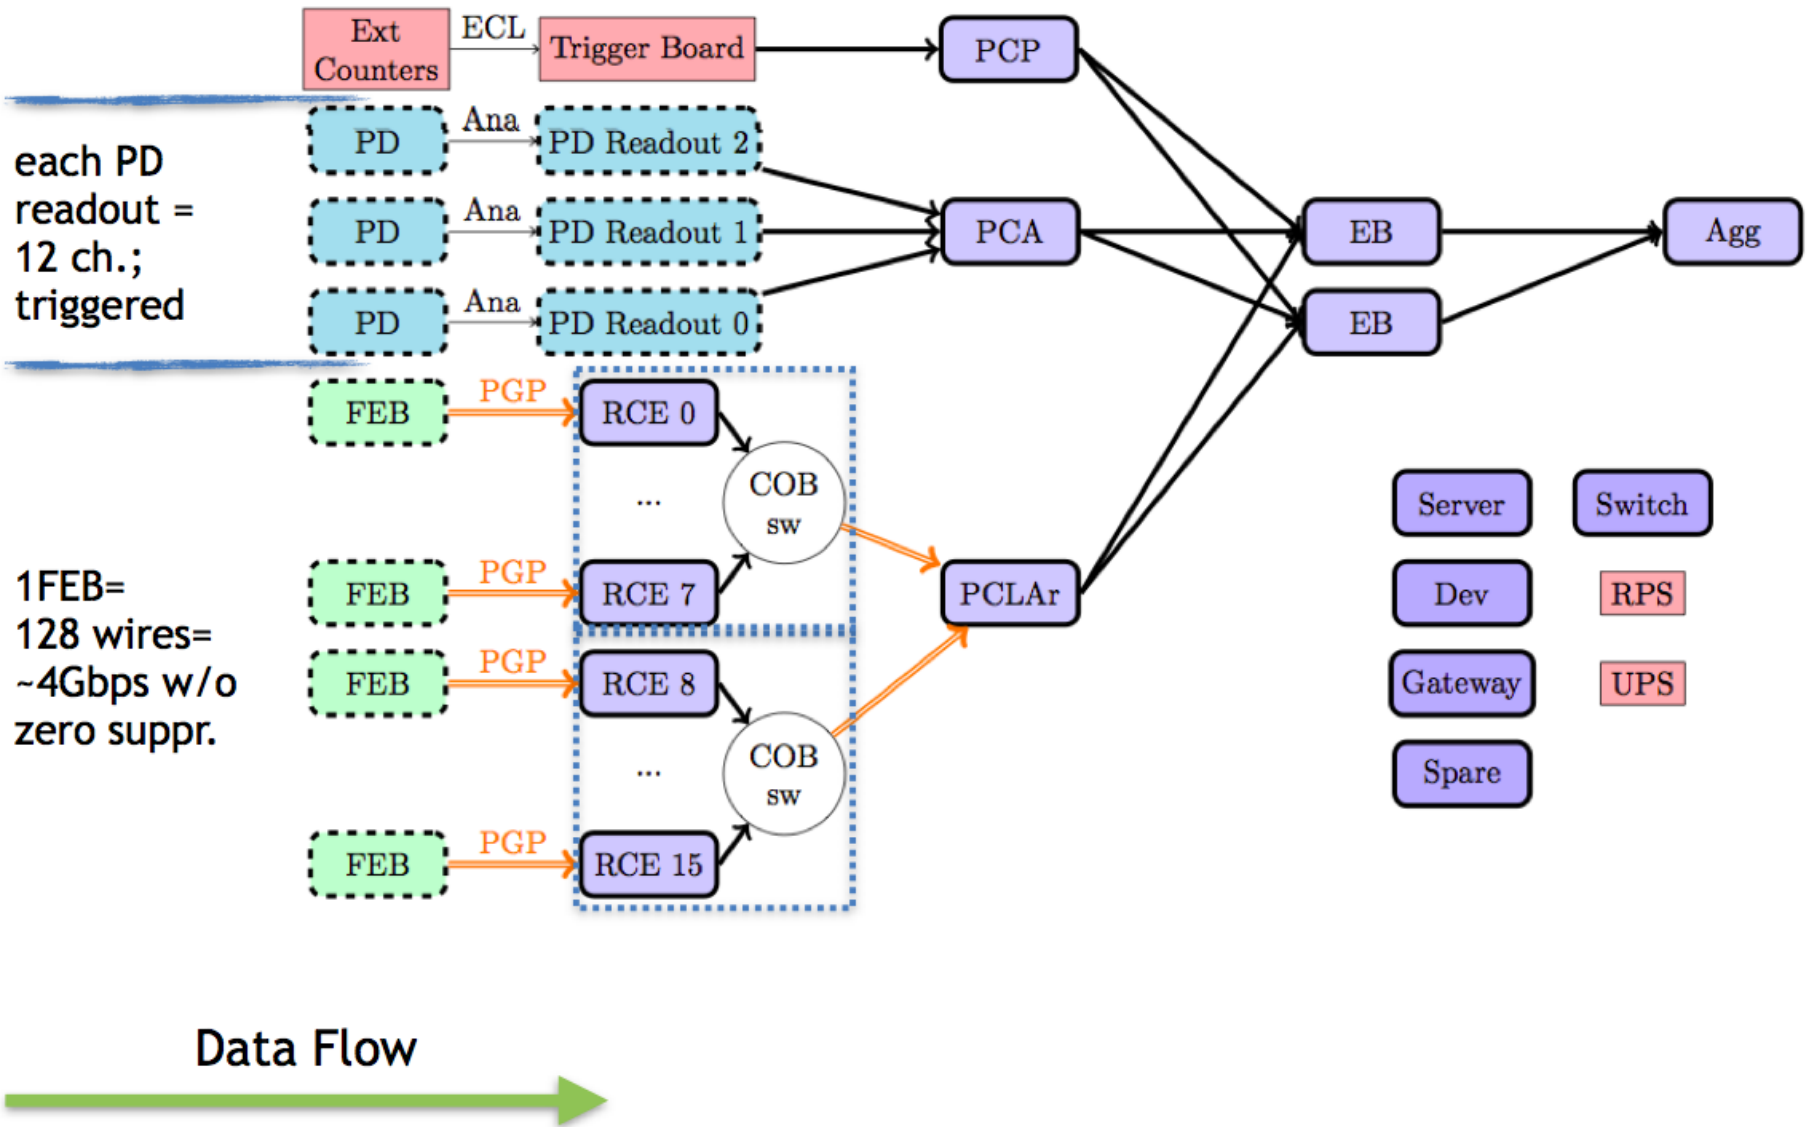 Ext
Counters
ECL
Trigger Board
PCP
each PD
readout =
12 ch.;
triggered
PD
Ana
PD Readout 2
PD
Ana
PD Readout 1
PCA
EB
Agg
PD
Ana
PD Readout 0
EB
FEB
PGP
RCE 0
...
COB
sw
FEB
PGP
RCE 7
PCLAr
1FEB=
128 wires=
~4Gbps w/o
zero suppr.
FEB
PGP
RCE 8
...
COB
sw
FEB
PGP
RCE 15
Server
Switch
Dev
RPS
Gateway
UPS
Spare
Data Flow